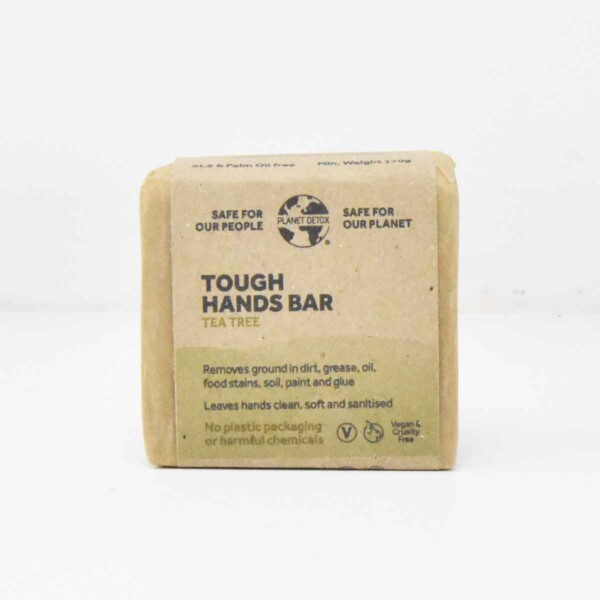 SLS & Palm Oil Free Min. Weight 170g
SAFE FOR
OUR PEOPLE
PLANET DETOX
®
SAFE FOR
OUR PLANET
TOUGH
HANDS BAR
TEA TREE
Removes ground in dirt, grease, oil,
food stains, soil, paint and glue
Leaves hands clean, soft and sanitised
No plastic packaging
or harmful chemicals
V
Vegan &
Cruelty
Free